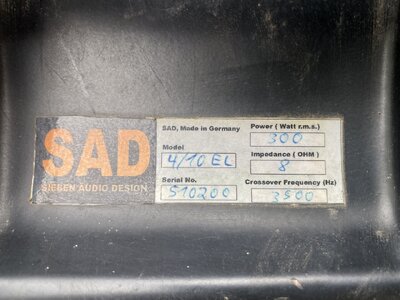 SAD
SIEBEN AUDIO DESIGN
SAD, Made in Germany
Model
4/10 EL
Serial No.
510200
Power ( Watt r.m.s.)
300
Impedance ( OHM )
8
Crossover Frequency (Hz)
3500